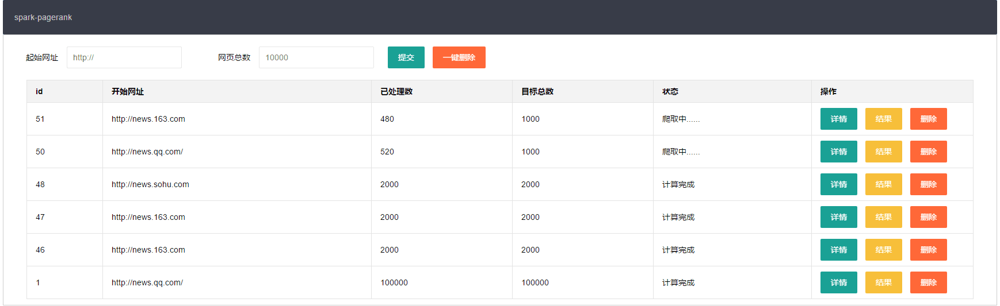 spark-pagerank
起始网址 http:// 网页总数 10000 提交 一键删除
id 开始网址 已处理数 目标总数 状态 操作
51 http://news.163.com 480 1000 爬取中...... 详情 结果 删除
50 http://news.qq.com/ 520 1000 爬取中...... 详情 结果 删除
48 http://news.sohu.com 2000 2000 计算完成 详情 结果 删除
47 http://news.163.com 2000 2000 计算完成 详情 结果 删除
46 http://news.163.com 2000 2000 计算完成 详情 结果 删除
1 http://news.qq.com/ 100000 100000 计算完成 详情 结果 删除